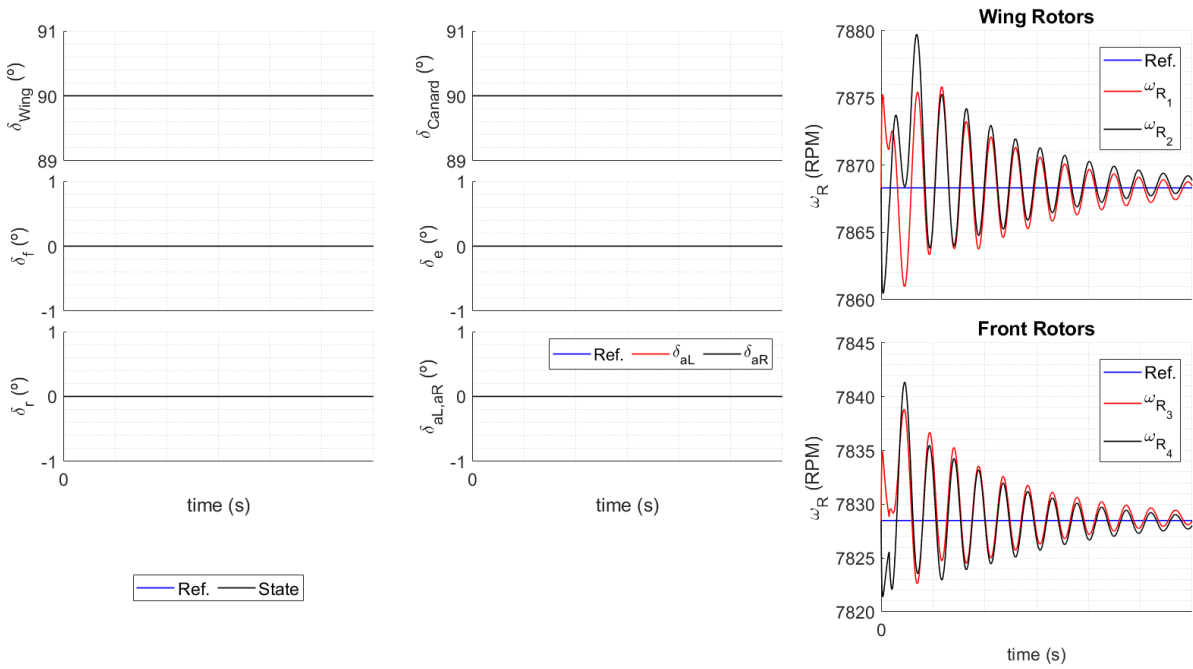 91
δWing (º)
90
89
1
δf (º)
0
-1
1
δr (º)
0
-1
0
time (s)
Ref. State
91
δCanard (º)
90
89
1
δe (º)
0
-1
1
Ref. δaL δaR
δaL,aR (º)
0
-1
0
time (s)
Wing Rotors
7880
Ref.
ωR1
ωR2
7875
7870
ωR (RPM)
7865
7860
Front Rotors
7845
Ref.
ωR3
ωR4
7840
7835
ωR (RPM)
7830
7825
7820
0
time (s)